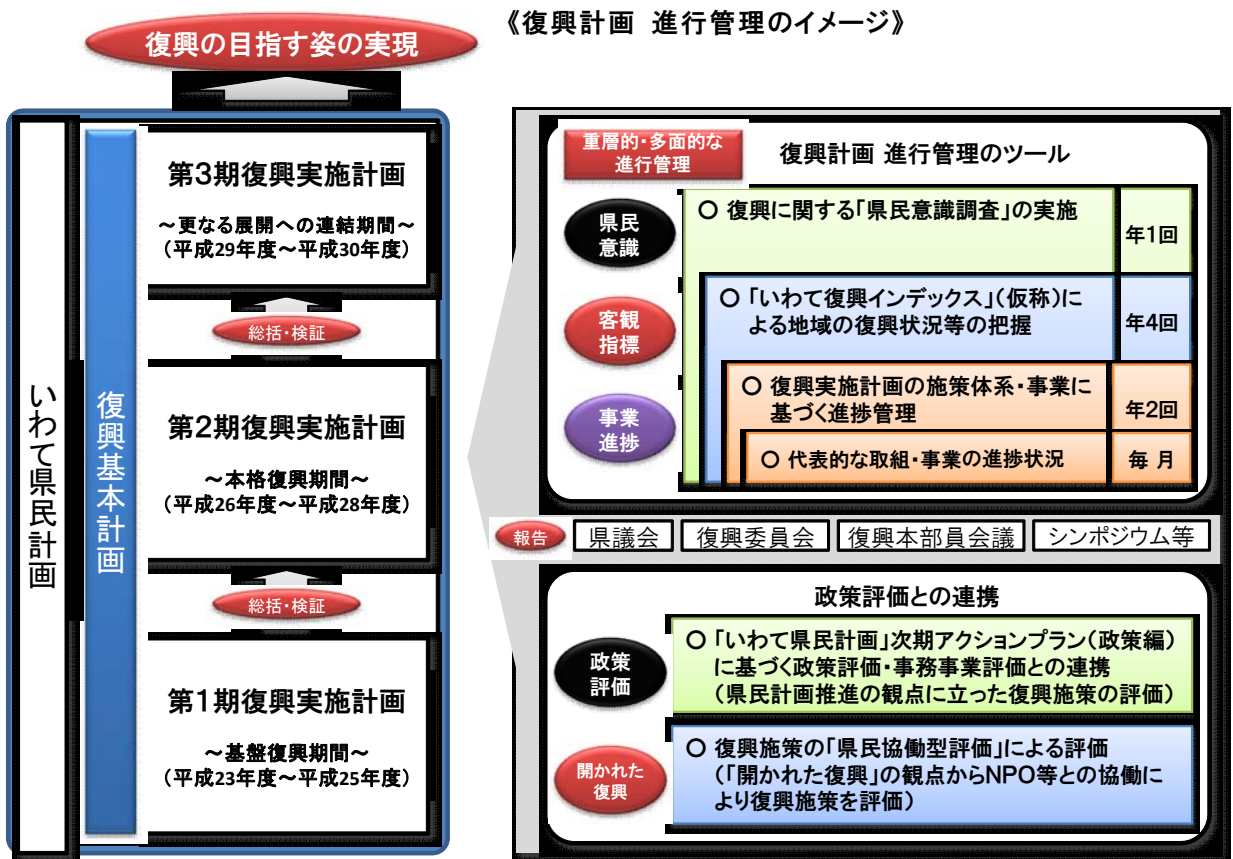 《復興計画 進行管理のイメージ》
復興の目指す姿の実現
いわて県民計画
復興基本計画
第3期復興実施計画
～更なる展開への連結期間～
(平成29年度～平成30年度)
総括・検証
第2期復興実施計画
～本格復興期間～
(平成26年度～平成28年度)
総括・検証
第1期復興実施計画
～基盤復興期間～
(平成23年度～平成25年度)
重層的・多面的な
進行管理
復興計画 進行管理のツール
県民
意識
○ 復興に関する「県民意識調査」の実施
年1回
客観
指標
○ 「いわて復興インデックス」(仮称)に
よる地域の復興状況等の把握
年4回
事業
進捗
○ 復興実施計画の施策体系・事業に
基づく進捗管理
年2回
○ 代表的な取組・事業の進捗状況
毎 月
報告
県議会
復興委員会
復興本部員会議
シンポジウム等
政策評価との連携
政策
評価
○ 「いわて県民計画」次期アクションプラン(政策編)
に基づく政策評価・事務事業評価との連携
(県民計画推進の観点に立った復興施策の評価)
開かれた
復興
○ 復興施策の「県民協働型評価」による評価
(「開かれた復興」の観点からNPO等との協働に
より復興施策を評価)